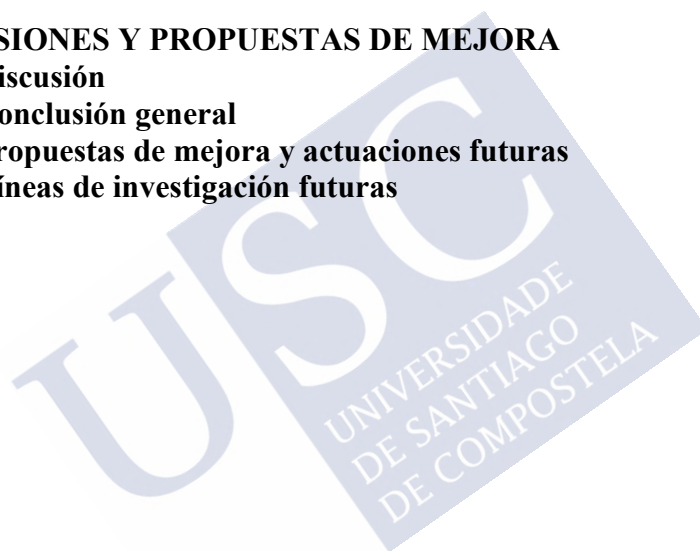 SIONES Y PROPUESTAS DE MEJORA
iscusión
onclusión general
ropuestas de mejora y actuaciones futuras
íneas de investigación futuras
USC
UNIVERSIDADE
DE SANTIAGO
DE COMPOSTELA